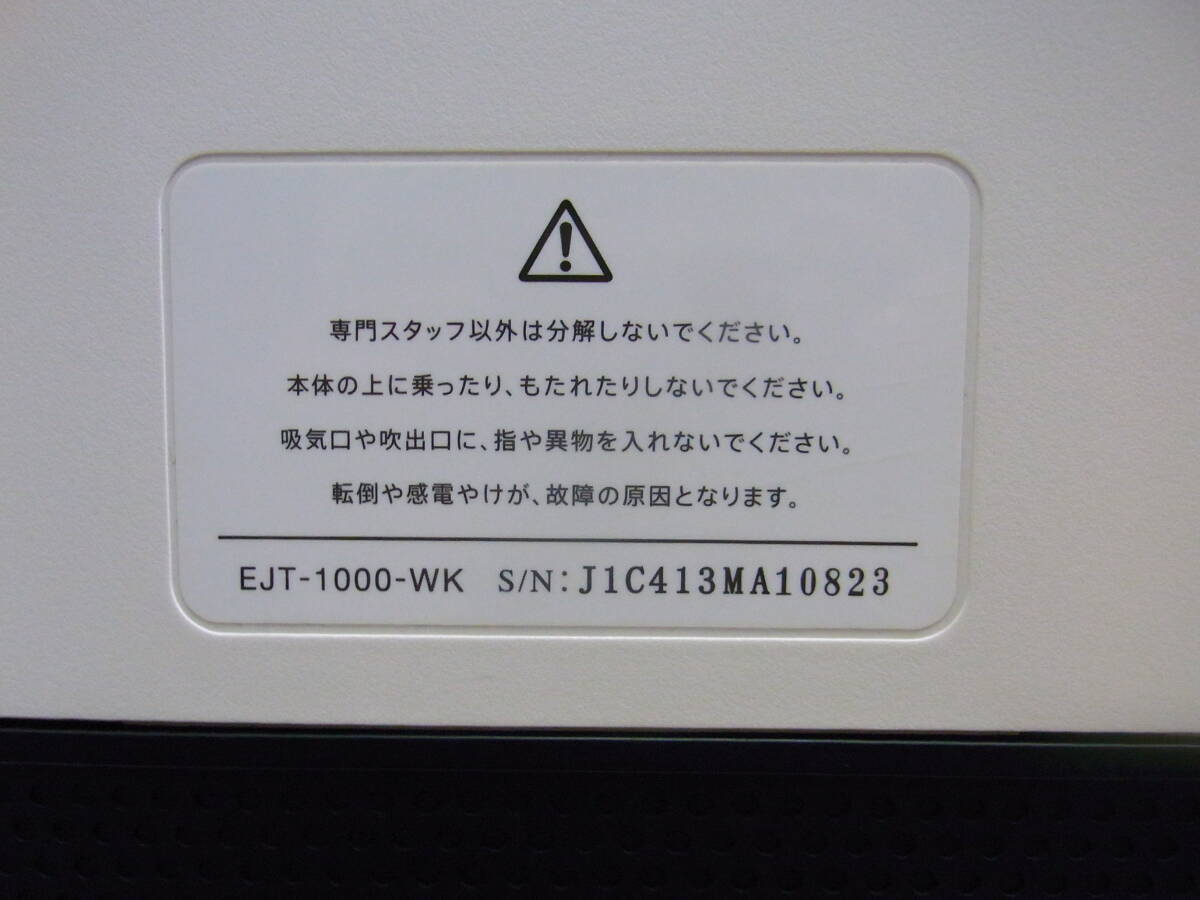 専門スタッフ以外は分解しないでください。
本体の上に乗ったり、もたれたりしないでください。
吸気口や吹出口に、指や異物を入れないでください。
転倒や感電やけが、故障の原因となります。
EJT-1000-WK S/N:J1C413MA10823